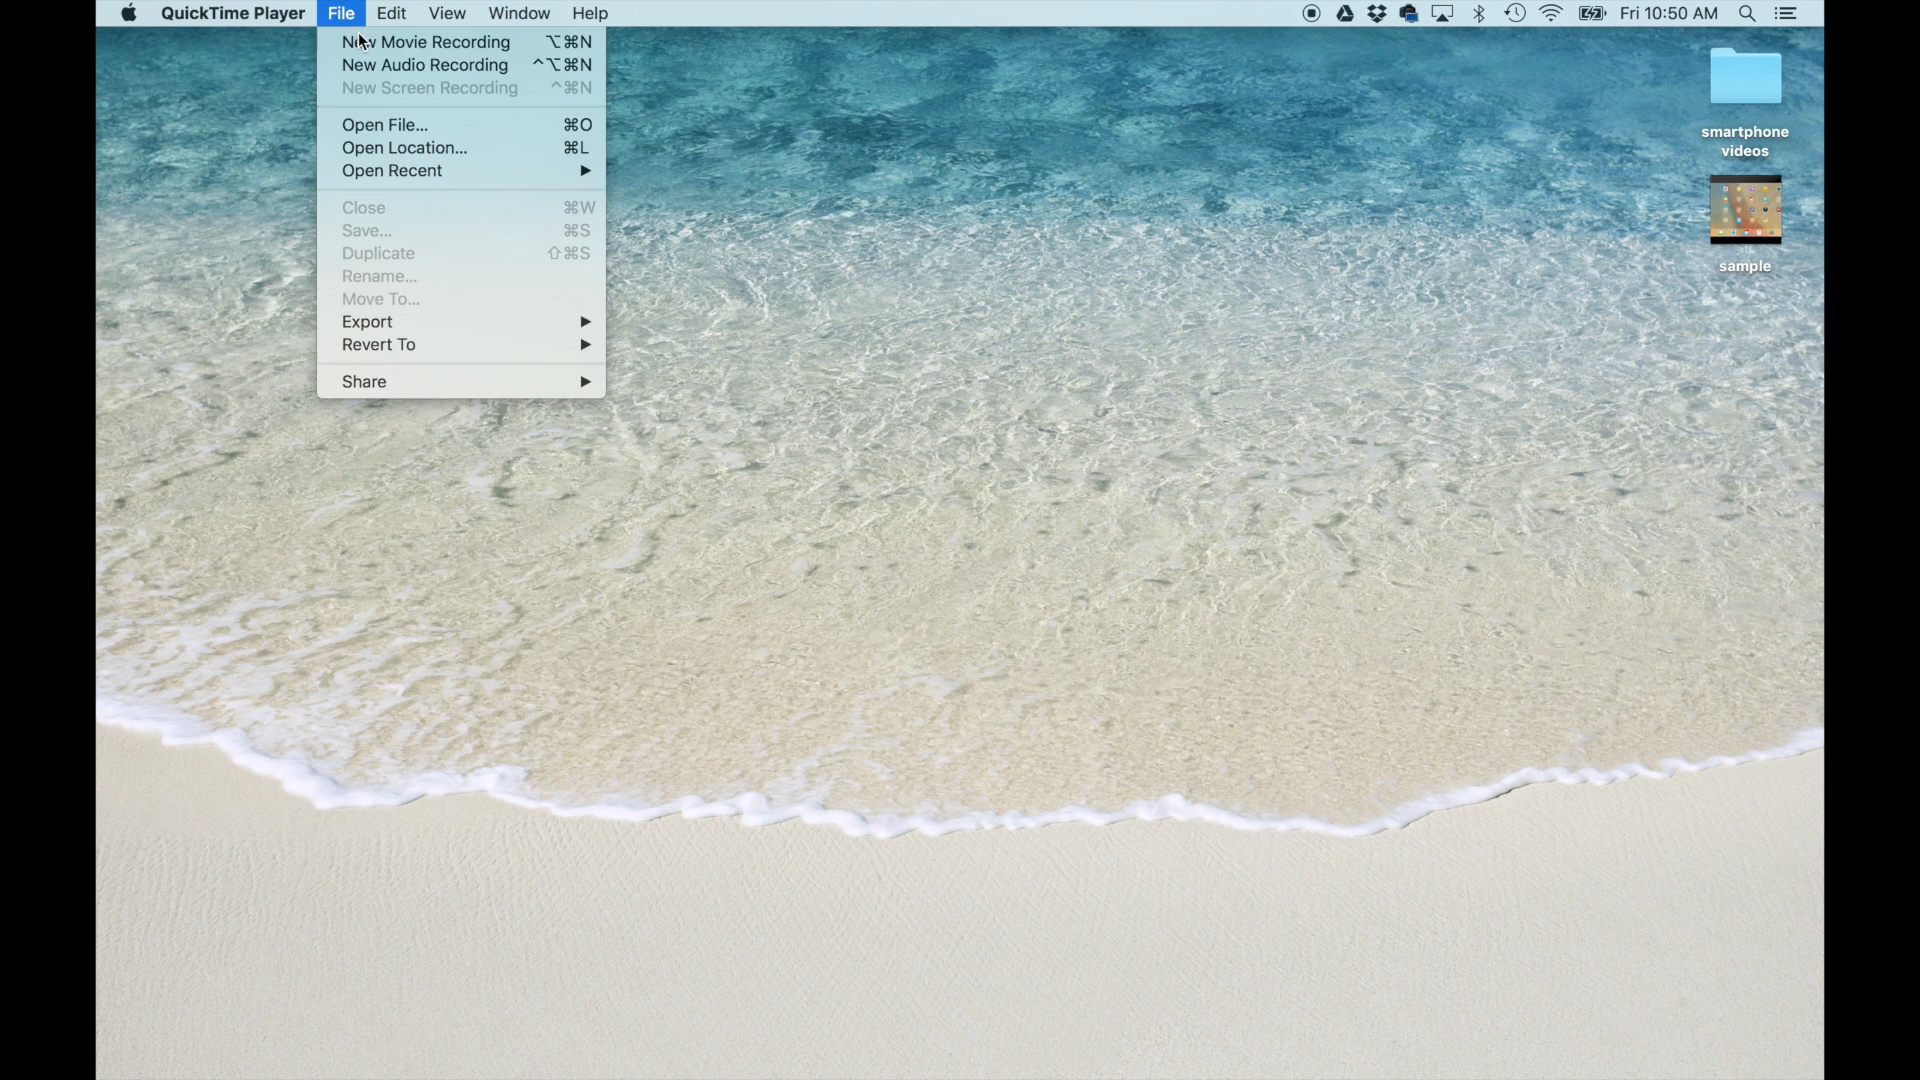 QuickTime Player File Edit View Window Help Fri 10:50 AM
New Movie Recording ⌥⌘N
New Audio Recording ^⌥⌘N
New Screen Recording ^⌘N
Open File... ⌘O
Open Location... ⌘L
Open Recent ▶
Close ⌘W
Save... ⌘S
Duplicate ⇧⌘S
Rename...
Move To...
Export ▶
Revert To ▶
Share ▶
smartphone
videos
sample